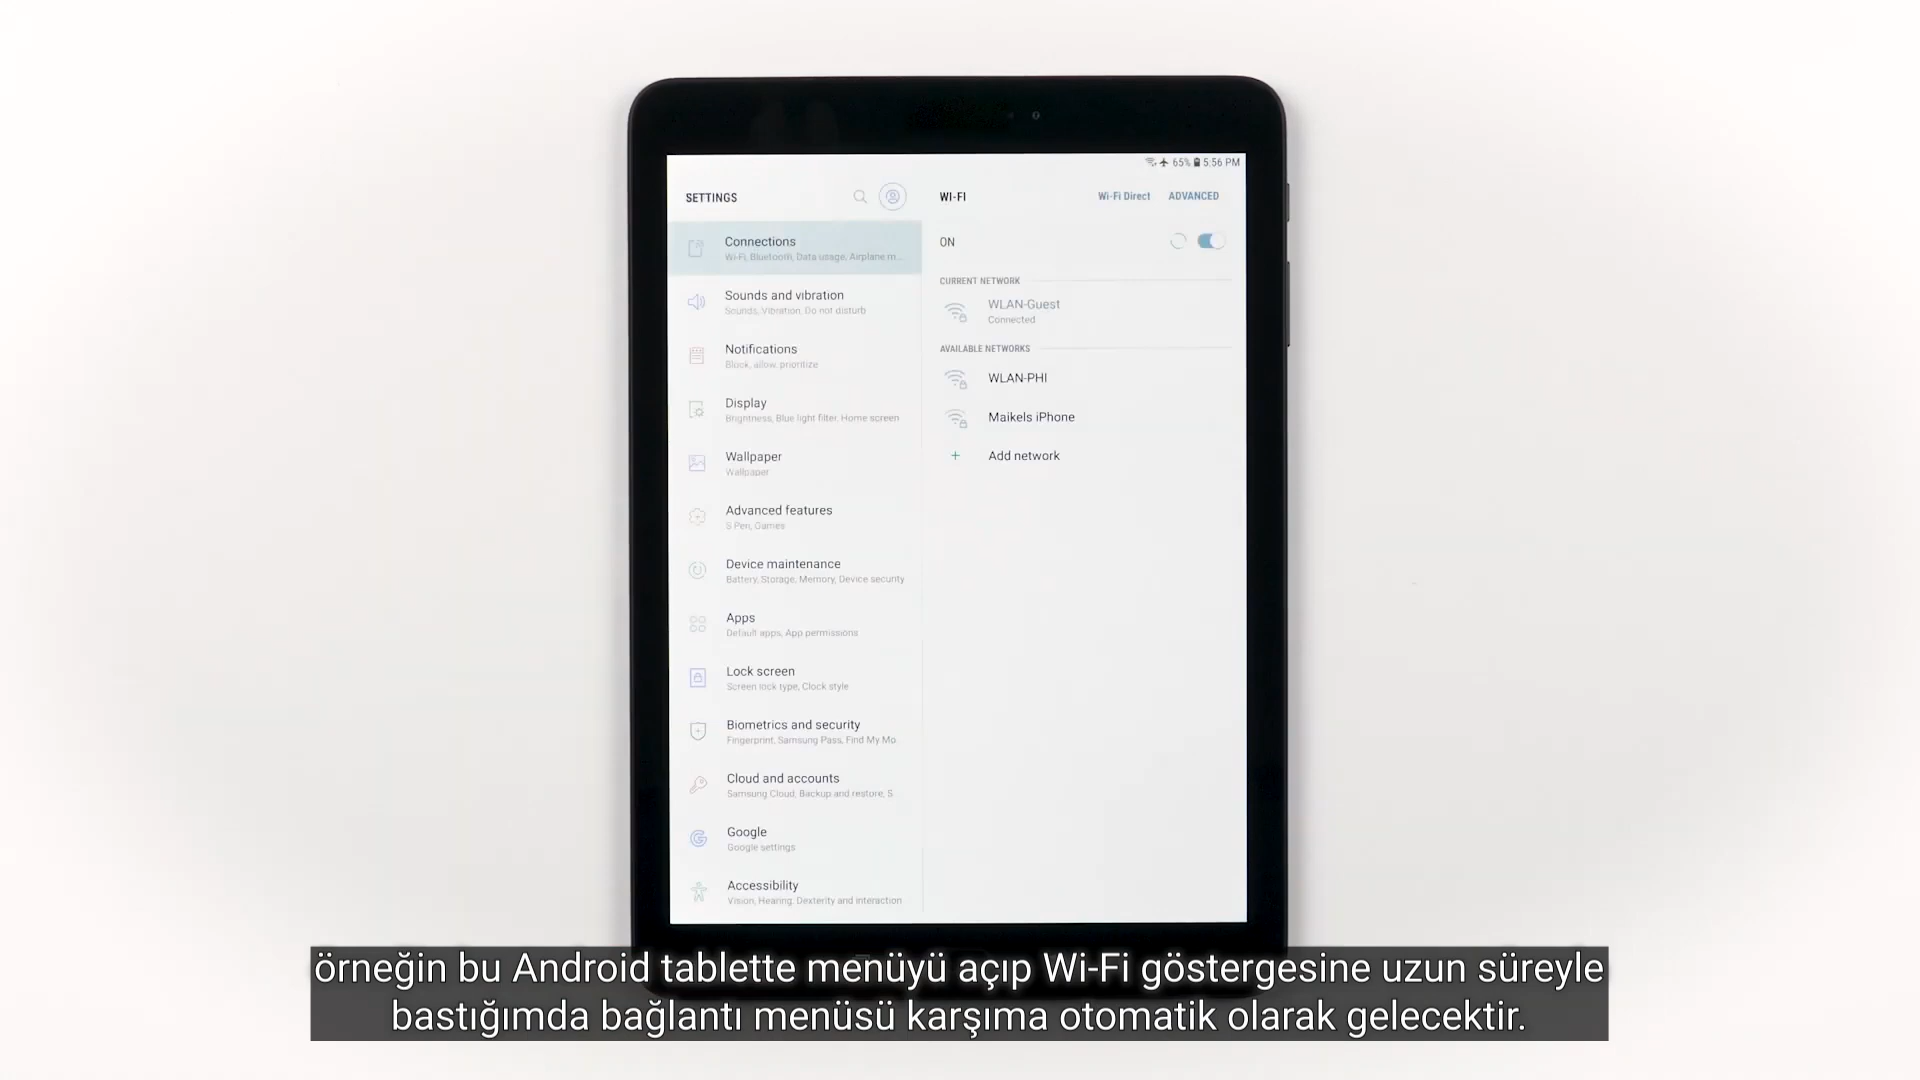 65% 5:56 PM
SETTINGS
Connections
Wi-Fi, Bluetooth, Data usage, Airplane m...
Sounds and vibration
Sounds, Vibration, Do not disturb
Notifications
Block, allow, prioritize
Display
Brightness, Blue light filter, Home screen
Wallpaper
Wallpaper
Advanced features
S Pen, Games
Device maintenance
Battery, Storage, Memory, Device security
Apps
Default apps, App permissions
Lock screen
Screen lock type, Clock style
Biometrics and security
Fingerprint, Samsung Pass, Find My Mo
Cloud and accounts
Samsung Cloud, Backup and restore, S
Google
Google settings
Accessibility
Vision, Hearing, Dexterity and interaction
WI-FI Wi-Fi Direct ADVANCED
ON
CURRENT NETWORK
WLAN-Guest
Connected
AVAILABLE NETWORKS
WLAN-PHI
Maikels iPhone
+ Add network
örneğin bu Android tablette menüyü açıp Wi-Fi göstergesine uzun süreyle
bastığımda bağlantı menüsü karşıma otomatik olarak gelecektir.